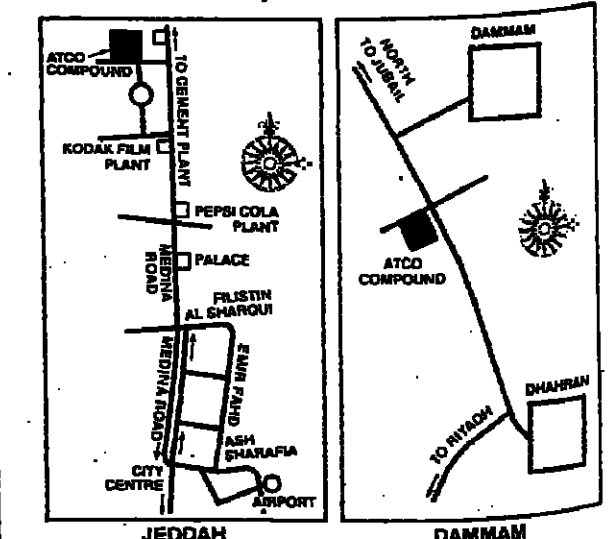 ATCO
COMPOUND
TO CEMENT PLANT
KODAK FILM
PLANT
PEPSI COLA
PLANT
MEDINA
ROAD
PALACE
FILISTIN
AL SHARQUI
MEDINA ROAD
EMIR FAHD
ASH
SHARAFIA
CITY
CENTRE
AIRPORT
JEDDAH
DAMMAM
NORTH
TO JUBAIL
ATCO
COMPOUND
DHAHRAN
TO RIYADH
DAMMAM